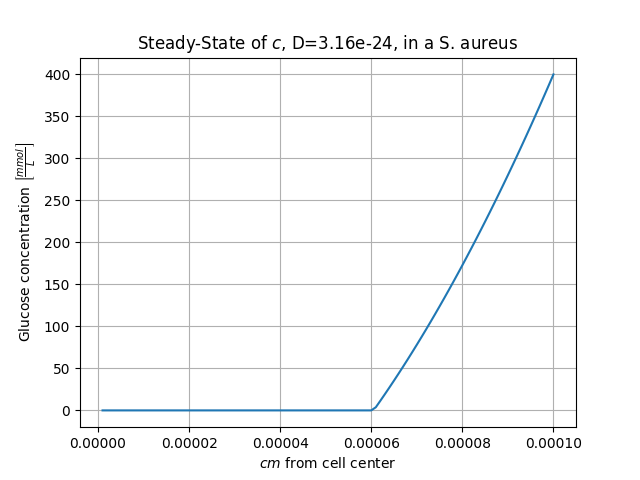 Steady-State of c, D=3.16e-24, in a S. aureus
400
350
300
250
200
150
100
50
0
Glucose concentration [mmol/L]
0.00000 0.00002 0.00004 0.00006 0.00008 0.00010
cm from cell center